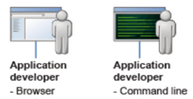 Application
developer
- Browser
Application
developer
- Command line